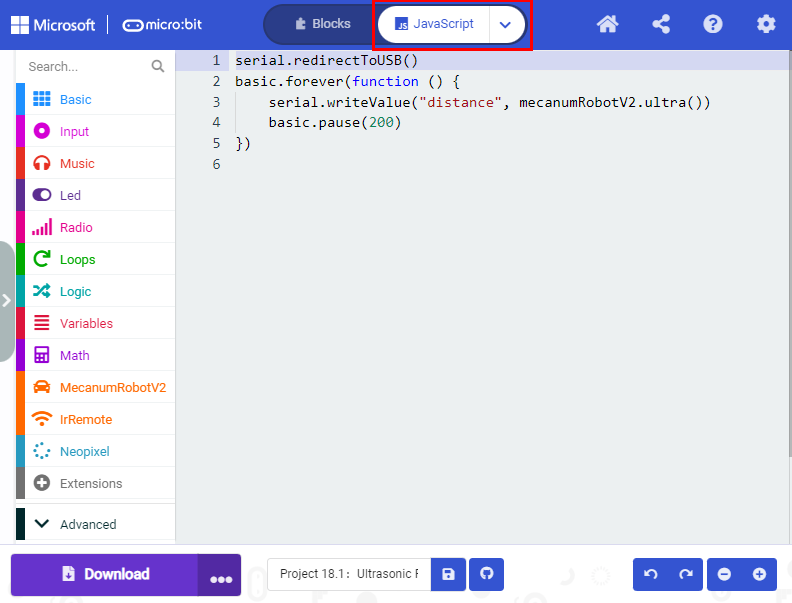 Microsoft micro:bit Blocks JS JavaScript
Search...
Basic
Input
Music
Led
Radio
Loops
Logic
Variables
Math
MecanumRobotV2
IrRemote
Neopixel
Extensions
Advanced
1 serial.redirectToUSB()
2 basic.forever(function () {
3 serial.writeValue("distance", mecanumRobotV2.ultra())
4 basic.pause(200)
5 })
6
Download
Project 18.1: Ultrasonic